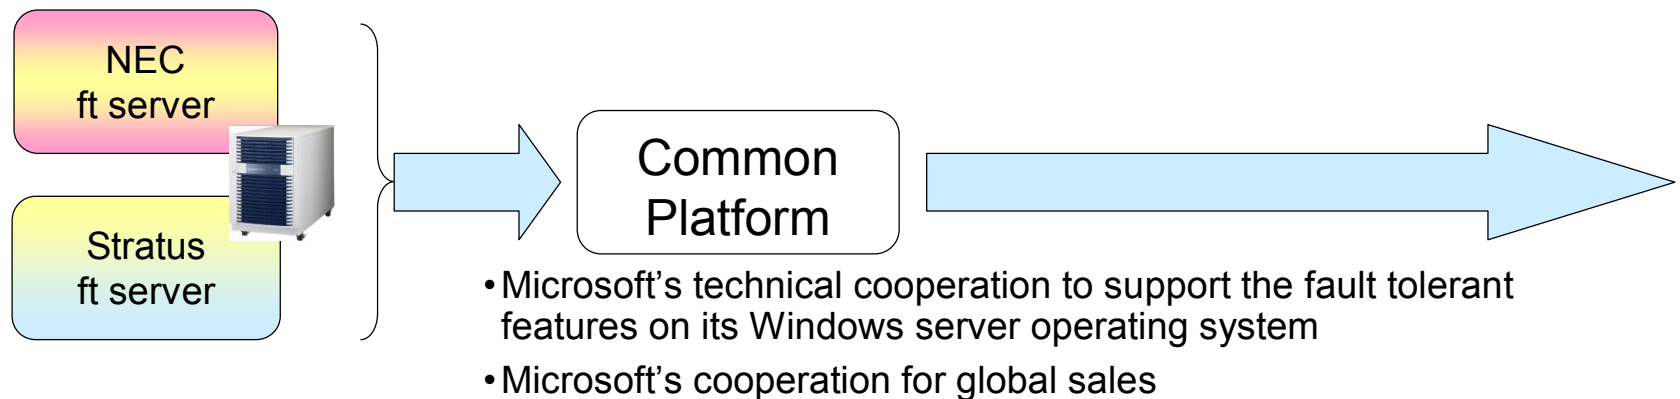 NEC
ft server
Stratus
ft server
Common
Platform
•Microsoft's technical cooperation to support the fault tolerant
features on its Windows server operating system
•Microsoft's cooperation for global sales